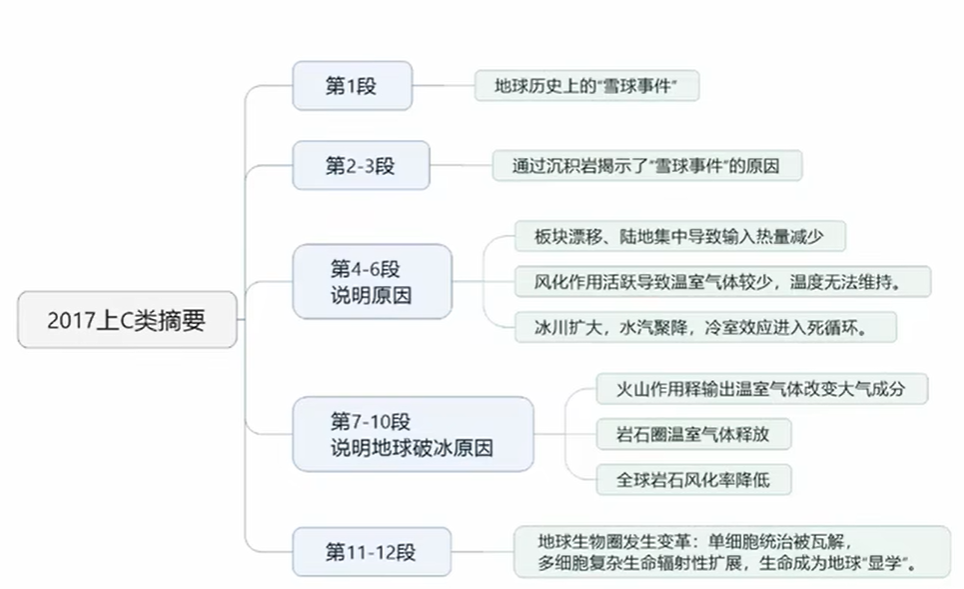 2017上C类摘要
第1段
地球历史上的“雪球事件”
第2-3段
通过沉积岩揭示了“雪球事件”的原因
第4-6段
说明原因
板块漂移、陆地集中导致输入热量减少
风化作用活跃导致温室气体较少，温度无法维持。
冰川扩大，水汽聚降，冷室效应进入死循环。
第7-10段
说明地球破冰原因
火山作用释输出温室气体改变大气成分
岩石圈温室气体释放
全球岩石风化率降低
第11-12段
地球生物圈发生变革：单细胞统治被瓦解，
多细胞复杂生命辐射性扩展，生命成为地球“显学”。